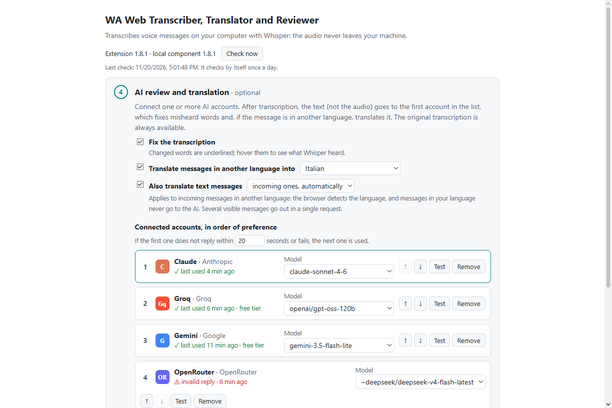 WA Web Transcriber, Translator and Reviewer
Transcribes voice messages on your computer with Whisper: the audio never leaves your machine.
Extension 1.8.1 · local component 1.8.1 Check now
Last check: 11/20/2026, 5:01:48 PM. It checks by itself once a day.
4 AI review and translation · optional
Connect one or more AI accounts. After transcription, the text (not the audio) goes to the first account in the list,
which fixes misheard words and, if the message is in another language, translates it. The original transcription is
always available.
Fix the transcription
Changed words are underlined; hover them to see what Whisper heard.
Translate messages in another language into Italian
Also translate text messages incoming ones, automatically
Applies to incoming messages in another language: the browser detects the language, and messages in your language
never go to the AI. Several visible messages go out in a single request.
Connected accounts, in order of preference
If the first one does not reply within 20 seconds or fails, the next one is used.
1 C Claude · Anthropic
✓ last used 4 min ago
Model
claude-sonnet-4-6
↑ ↓ Test Remove
2 Gq Groq · Groq
✓ last used 6 min ago · free tier
Model
openai/gpt-oss-120b
↑ ↓ Test Remove
3 G Gemini · Google
✓ last used 11 min ago · free tier
Model
gemini-3.5-flash-lite
↑ ↓ Test Remove
4 OR OpenRouter · OpenRouter
⚠ invalid reply · 6 min ago
Model
~deepseek/deepseek-v4-flash-latest
↑ ↓ Test Remove